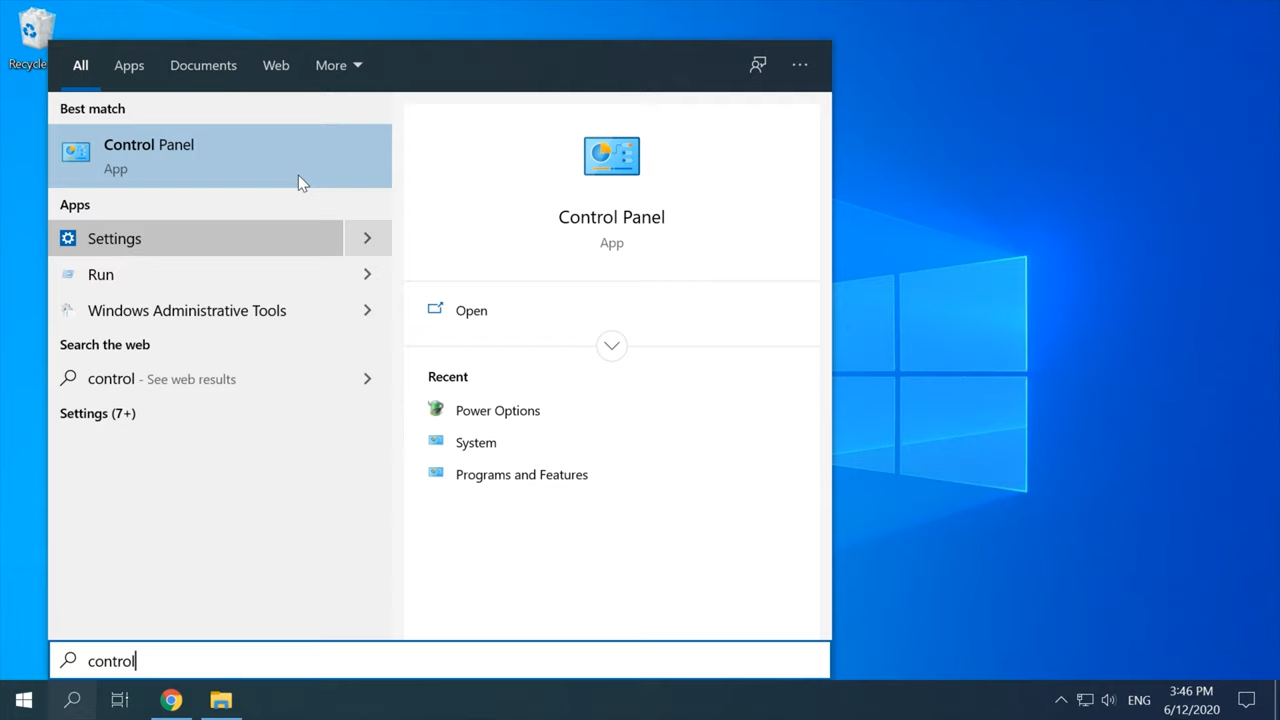 Recycle
All Apps Documents Web More
Best match
Control Panel
App
Apps
Settings
Run
Windows Administrative Tools
Search the web
control - See web results
Settings (7+)
Control Panel
App
Open
Recent
Power Options
System
Programs and Features
control
ENG
3:46 PM
6/12/2020